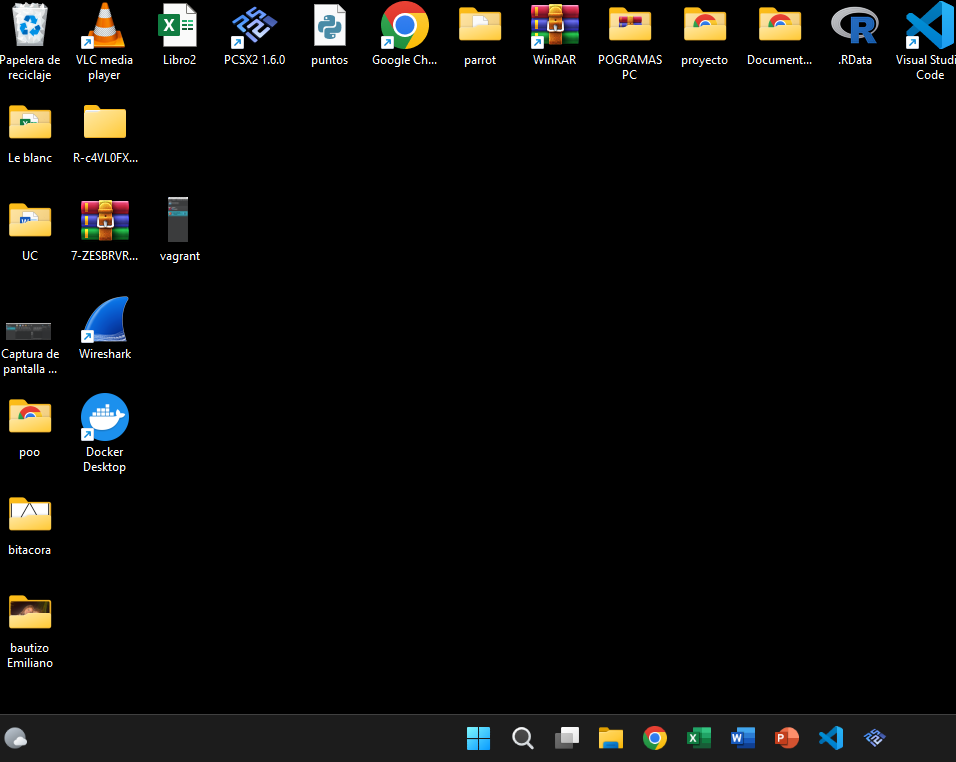 Papelera de
reciclaje
VLC media
player
Libro2
PCSX2 1.6.0
puntos
Google Ch...
parrot
WinRAR
POGRAMAS
PC
proyecto
Document...
.RData
Visual Studi
Code
Le blanc
R-c4VL0FX...
UC
7-ZESBRVR...
vagrant
Captura de
pantalla ...
Wireshark
poo
Docker
Desktop
bitacora
bautizo
Emiliano